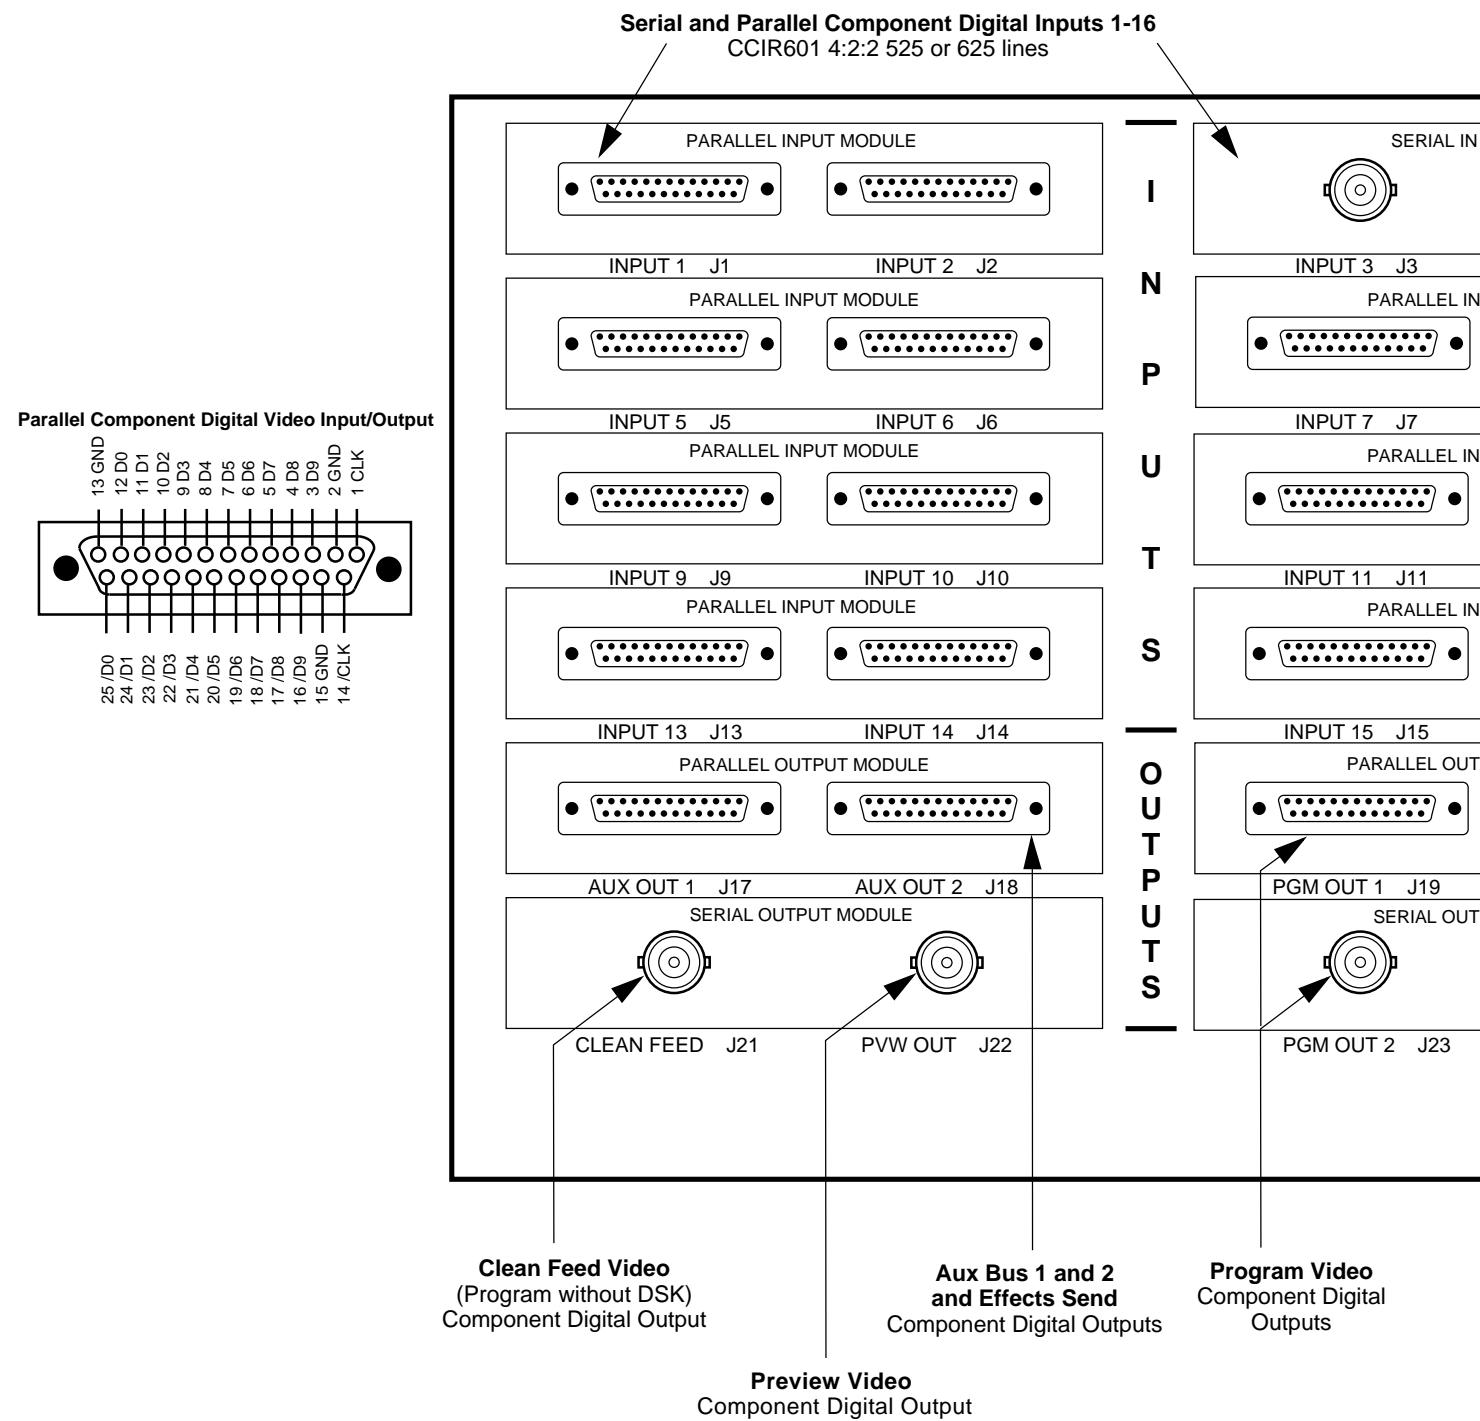 Serial and Parallel Component Digital Inputs 1-16
CCIR601 4:2:2 525 or 625 lines
PARALLEL INPUT MODULE
SERIAL IN
INPUT 1 J1
INPUT 2 J2
INPUT 3 J3
PARALLEL INPUT MODULE
PARALLEL IN
INPUT 5 J5
INPUT 6 J6
INPUT 7 J7
PARALLEL INPUT MODULE
PARALLEL IN
INPUT 9 J9
INPUT 10 J10
INPUT 11 J11
PARALLEL INPUT MODULE
PARALLEL IN
INPUT 13 J13
INPUT 14 J14
INPUT 15 J15
PARALLEL OUTPUT MODULE
PARALLEL OUT
AUX OUT 1 J17
AUX OUT 2 J18
PGM OUT 1 J19
SERIAL OUTPUT MODULE
SERIAL OUT
CLEAN FEED J21
PVW OUT J22
PGM OUT 2 J23
INPUTS
OUTPUTS
Parallel Component Digital Video Input/Output
13 GND
12 D0
11 D1
10 D2
9 D3
8 D4
7 D5
6 D6
5 D7
4 D8
3 D9
2 GND
1 CLK
25 /D0
24 /D1
23 /D2
22 /D3
21 /D4
20 /D5
19 /D6
18 /D7
17 /D8
16 /D9
15 GND
14 /CLK
Clean Feed Video
(Program without DSK)
Component Digital Output
Preview Video
Component Digital Output
Aux Bus 1 and 2
and Effects Send
Component Digital Outputs
Program Video
Component Digital
Outputs